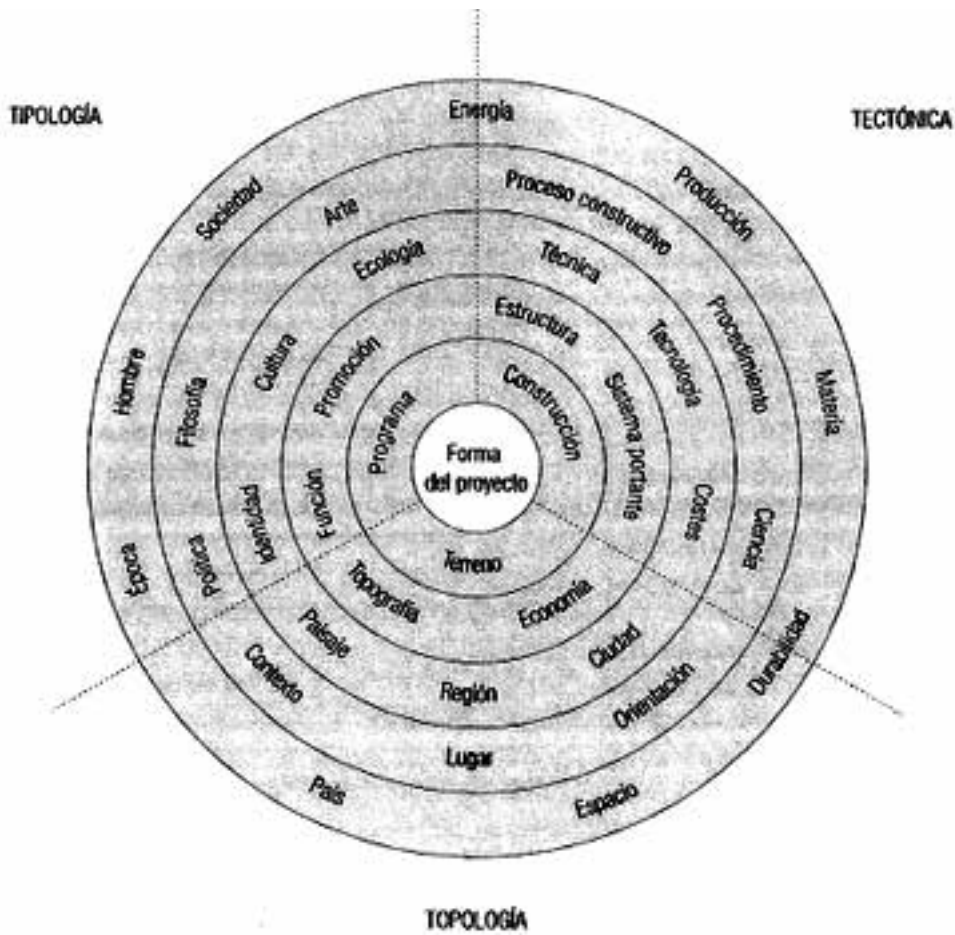 TIPOLOGÍA
TECTÓNICA
Energía
Sociedad
Producción
Arte
Proceso constructivo
Ecología
Técnica
Hombre
Materia
Filosofía
Procedimiento
Cultura
Tacnología
Promoción
Estructura
Sistema portante
Programa
Construcción
Forma
del proyecto
Función
Identidad
Costes
Ciencia
Época
Política
Terreno
Topografía
Economía
Paisaje
Ciudad
Durabilidad
Contexto
Región
Orientación
Lugar
País
Espacio
TOPOLOGÍA